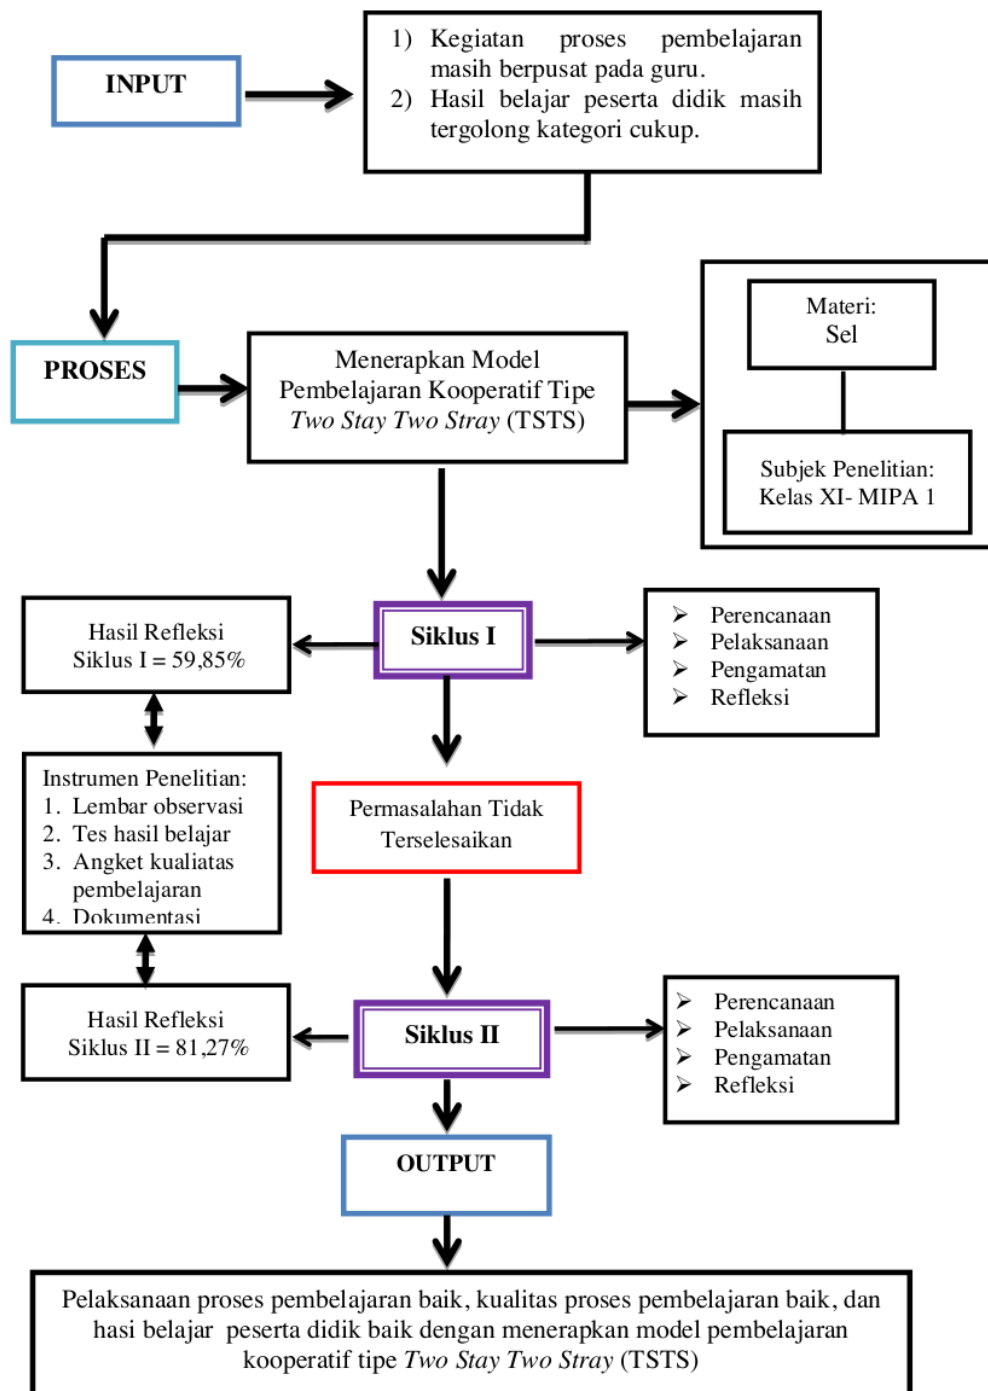 INPUT
1) Kegiatan proses pembelajaran
masih berpusat pada guru.
2) Hasil belajar peserta didik masih
tergolong kategori cukup.
PROSES
Menerapkan Model
Pembelajaran Kooperatif Tipe
Two Stay Two Stray (TSTS)
Materi:
Sel
Subjek Penelitian:
Kelas XI- MIPA 1
Siklus I
Hasil Refleksi
Siklus I = 59,85%
➢ Perencanaan
➢ Pelaksanaan
➢ Pengamatan
➢ Refleksi
Instrumen Penelitian:
1. Lembar observasi
2. Tes hasil belajar
3. Angket kualiatas
pembelajaran
4. Dokumentasi
Permasalahan Tidak
Terselesaikan
Siklus II
Hasil Refleksi
Siklus II = 81,27%
➢ Perencanaan
➢ Pelaksanaan
➢ Pengamatan
➢ Refleksi
OUTPUT
Pelaksanaan proses pembelajaran baik, kualitas proses pembelajaran baik, dan
hasi belajar peserta didik baik dengan menerapkan model pembelajaran
kooperatif tipe Two Stay Two Stray (TSTS)